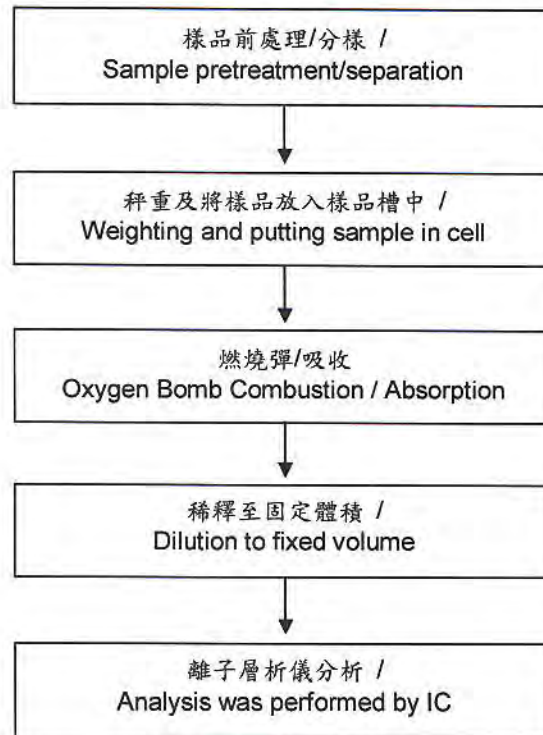 樣品前處理/分樣 /
Sample pretreatment/separation
秤重及將樣品放入樣品槽中 /
Weighting and putting sample in cell
燃燒彈/吸收
Oxygen Bomb Combustion / Absorption
稀釋至固定體積 /
Dilution to fixed volume
離子層析儀分析 /
Analysis was performed by IC